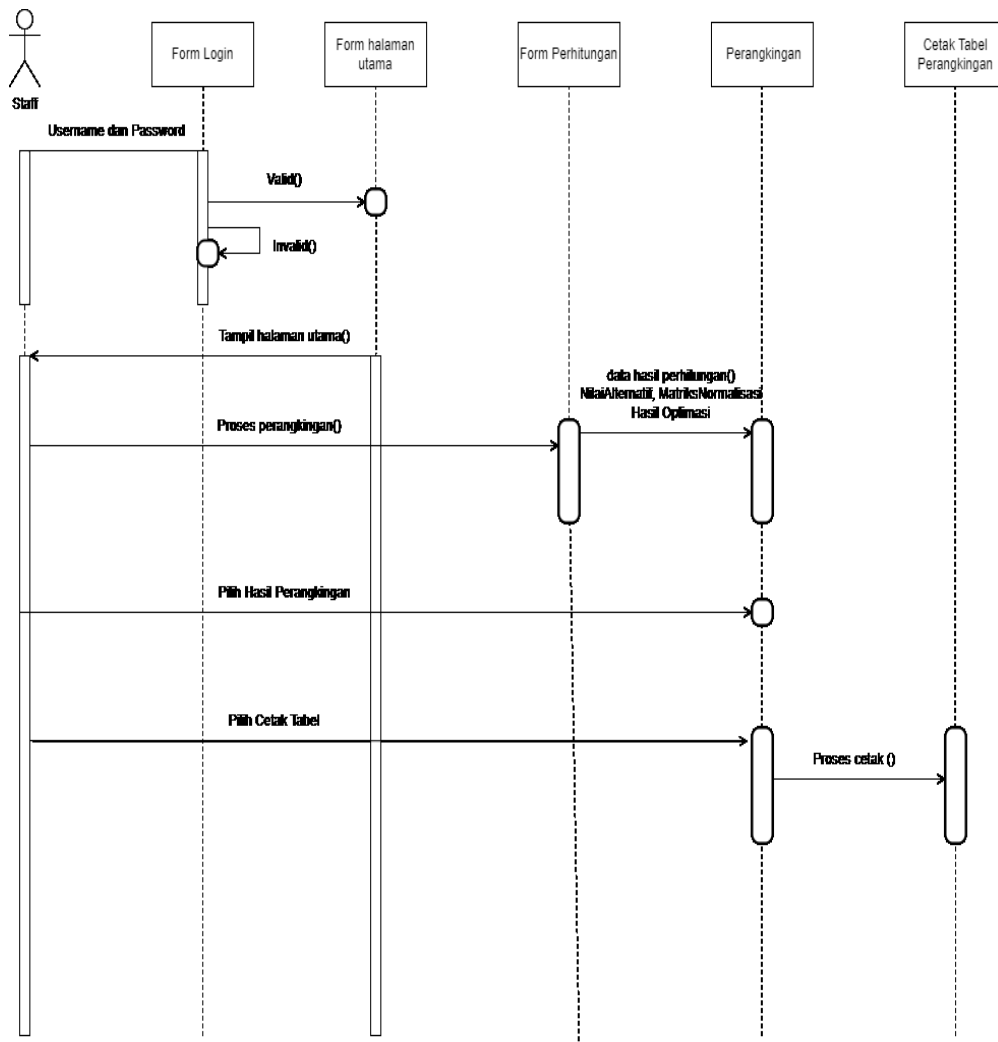 Form Login
Form halaman
utama
Form Perhitungan
Perangkingan
Cetak Tabel
Perangkingan
Staff
Username dan Password
Valid()
Invalid()
Tampil halaman utama()
data hasil perhitungan()
NilaiAlternatif, MatriksNormalisasi
Hasil Optimasi
Proses perangkingan()
Pilih Hasil Perangkingan
Pilih Cetak Tabel
Proses cetak ()